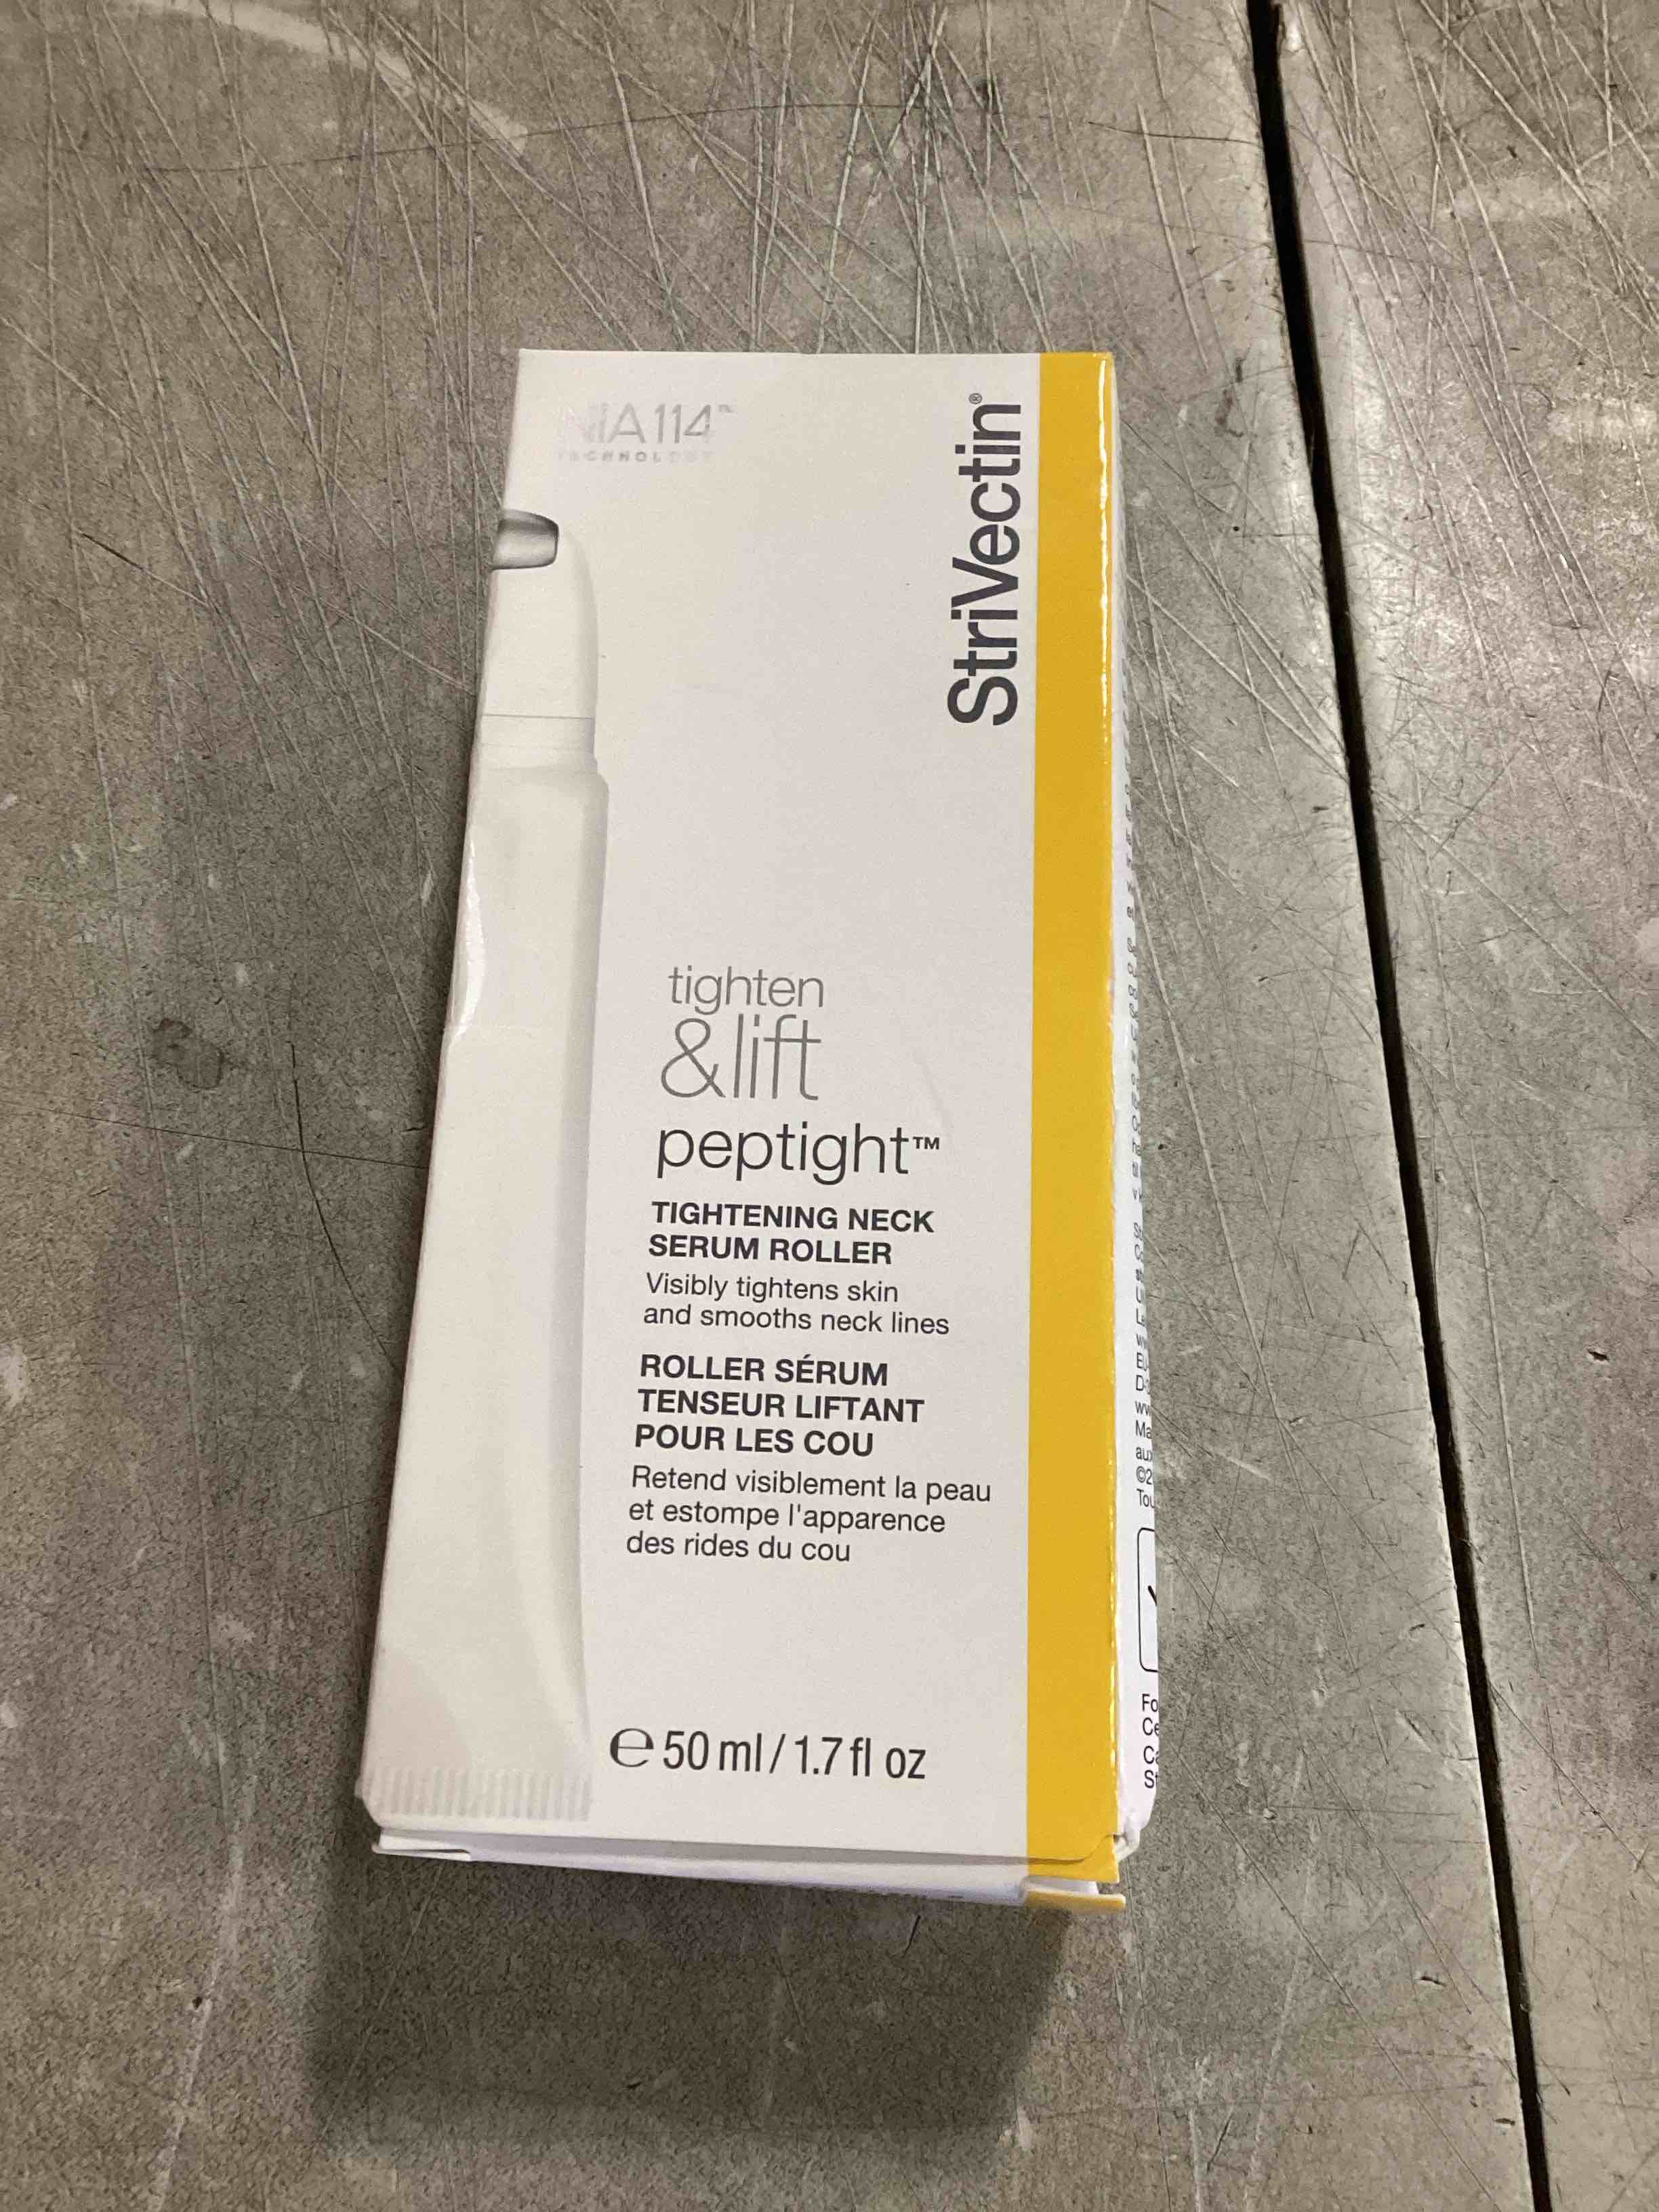 NIA114™
TECHNOLOGY
StriVectin®
tighten
&lift
peptight™
TIGHTENING NECK
SERUM ROLLER
Visibly tightens skin
and smooths neck lines
ROLLER SÉRUM
TENSEUR LIFTANT
POUR LES COU
Retend visiblement la peau
et estompe l'apparence
des rides du cou
℮ 50 ml / 1.7 fl oz